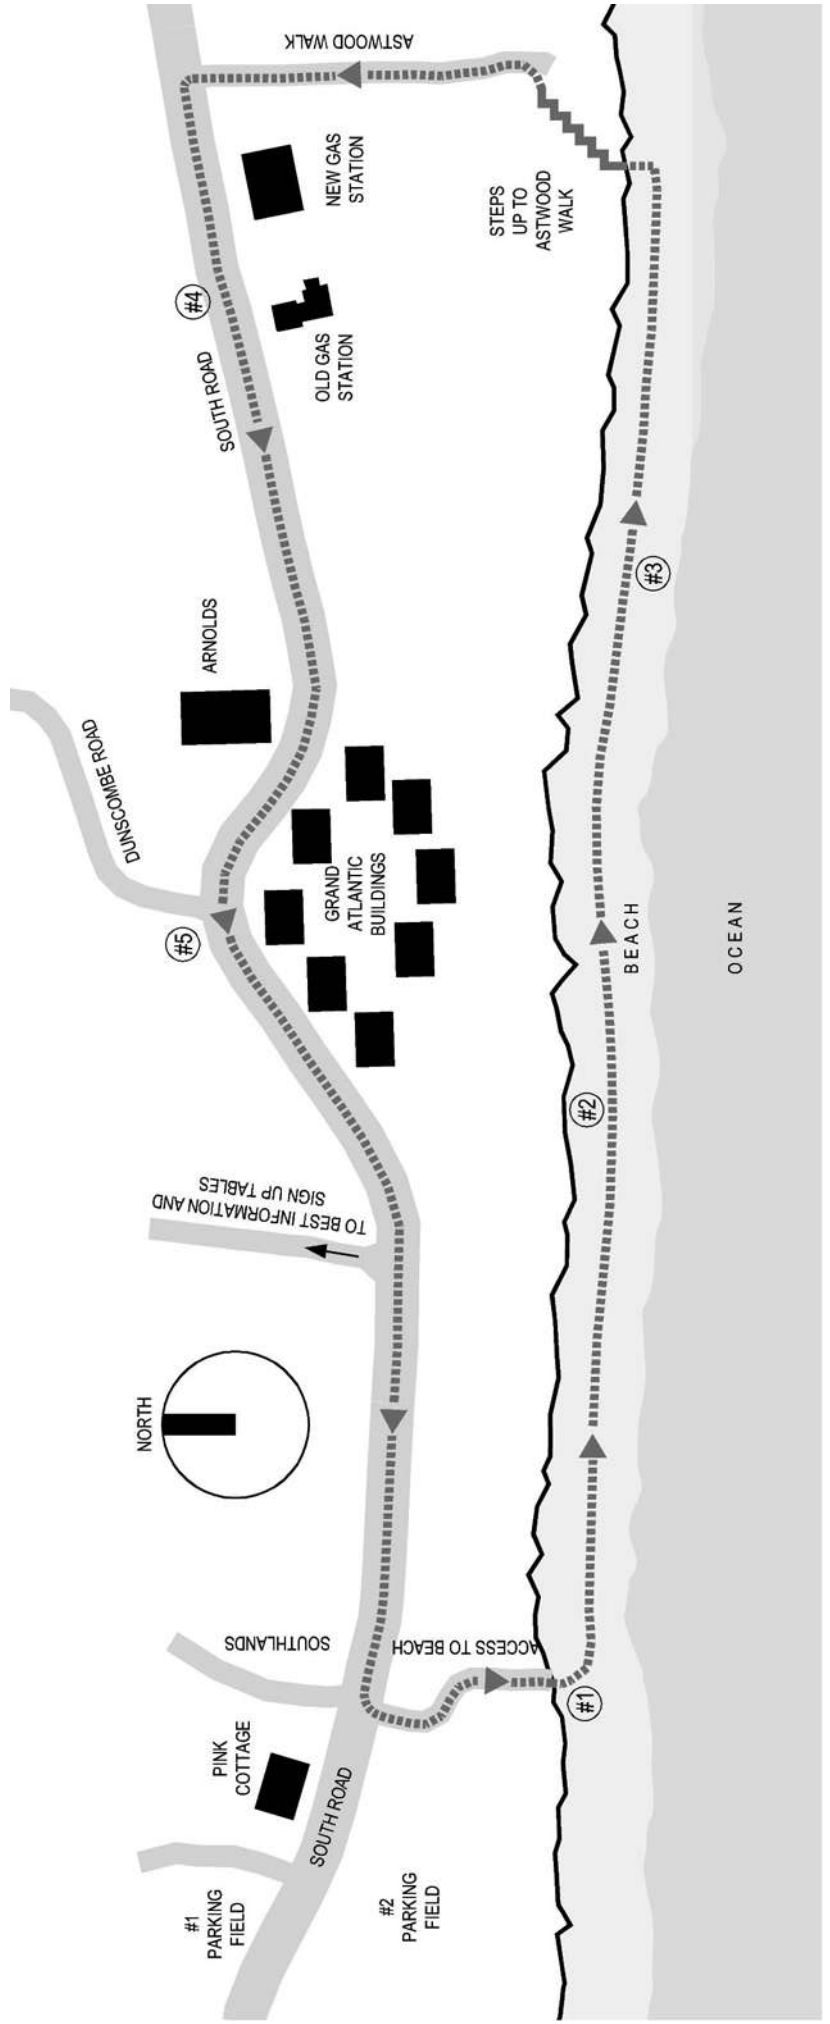 #1
PARKING
FIELD
#2
PARKING
FIELD
SOUTH ROAD
PINK
COTTAGE
SOUTHLANDS
ACCESS TO BEACH
#1
NORTH
TO BEST INFORMATION AND
SIGN UP TABLES
#2
#5
DUNSCOMBE ROAD
GRAND
ATLANTIC
BUILDINGS
BEACH
OCEAN
ARNOLDS
#3
SOUTH ROAD
#4
OLD GAS
STATION
NEW GAS
STATION
STEPS
UP TO
ASTWOOD
WALK
ASTWOOD WALK